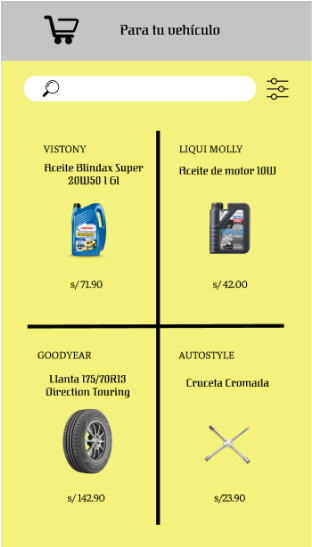 Para tu vehículo
VISTONY
Aceite Blindax Super
20W50 1 Gl
s/ 71.90
LIQUI MOLLY
Aceite de motor 10W
s/ 42.00
GOODYEAR
Llanta 175/70R13
Direction Touring
s/ 142.90
AUTOSTYLE
Cruceta Cromada
s/23.90